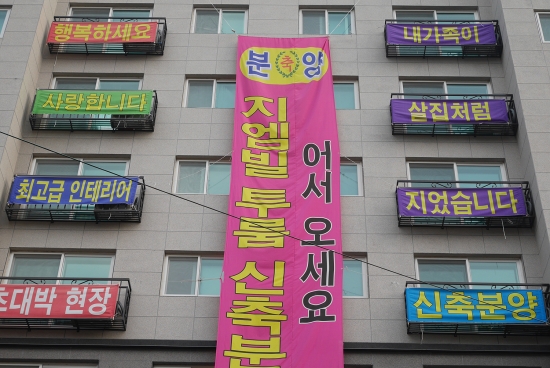 행복하세요
사랑합니다
최고급 인테리어
초대박 현장
분 축 양
지엠빌 투룸 신축분
어서 오세요
내가족이
살집처럼
지었습니다
신축분양